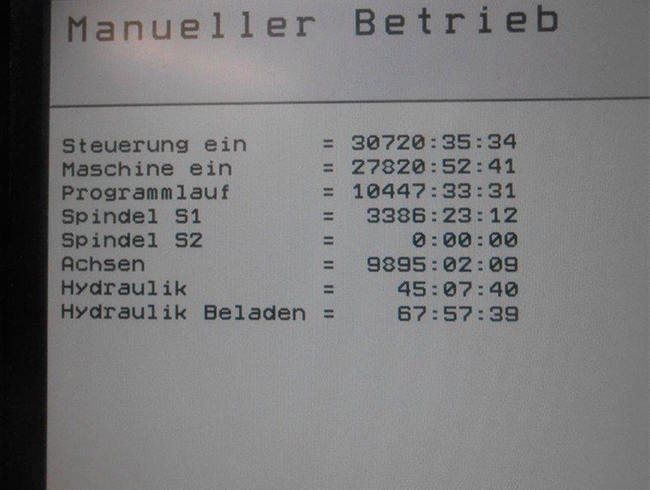 Manueller Betrieb
Steuerung ein = 30720:35:34
Maschine ein = 27820:52:41
Programmlauf = 10447:33:31
Spindel S1 = 3386:23:12
Spindel S2 = 0:00:00
Achsen = 9895:02:09
Hydraulik = 45:07:40
Hydraulik Beladen = 67:57:39